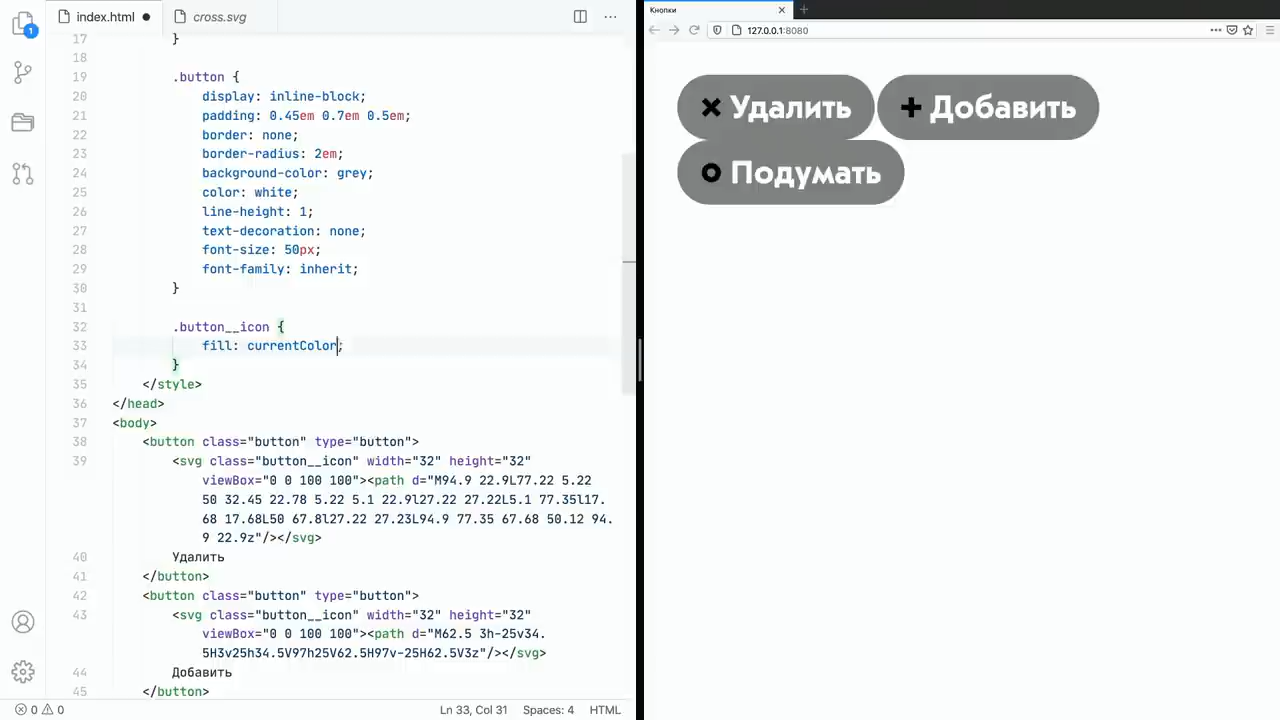 index.html
cross.svg
1
17 }
18
19 .button {
20 display: inline-block;
21 padding: 0.45em 0.7em 0.5em;
22 border: none;
23 border-radius: 2em;
24 background-color: grey;
25 color: white;
26 line-height: 1;
27 text-decoration: none;
28 font-size: 50px;
29 font-family: inherit;
30 }
31
32 .button__icon {
33 fill: currentColor;
34 }
35 </style>
36 </head>
37 <body>
38 <button class="button" type="button">
39 <svg class="button__icon" width="32" height="32"
viewBox="0 0 100 100"><path d="M94.9 22.9L77.22 5.22
50 32.45 22.78 5.22 5.1 22.9l27.22 27.22L5.1 77.35l17.
68 17.68L50 67.8l27.22 27.23L94.9 77.35 67.68 50.12 94.
9 22.9z"/></svg>
40 Удалить
41 </button>
42 <button class="button" type="button">
43 <svg class="button__icon" width="32" height="32"
viewBox="0 0 100 100"><path d="M62.5 3h-25v34.
5H3v25h34.5V97h25V62.5H97v-25H62.5V3z"/></svg>
44 Добавить
45 </button>
0 0
Ln 33, Col 31
Spaces: 4
HTML
Кнопки
127.0.0.1:8080
Удалить
Добавить
Подумать